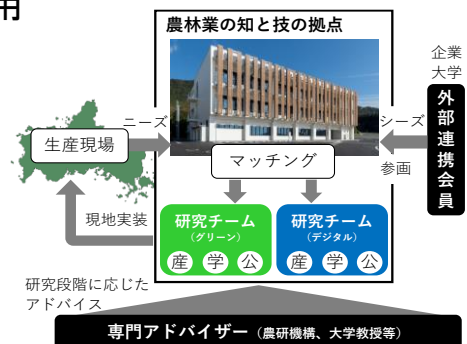 用
農林業の知と技の拠点
企業
大学
外部連携会員
ニーズ
シーズ
生産現場
マッチング
参画
現地実装
研究チーム
(グリーン)
産 学 公
研究チーム
(デジタル)
産 学 公
研究段階に応じた
アドバイス
専門アドバイザー（農研機構、大学教授等）